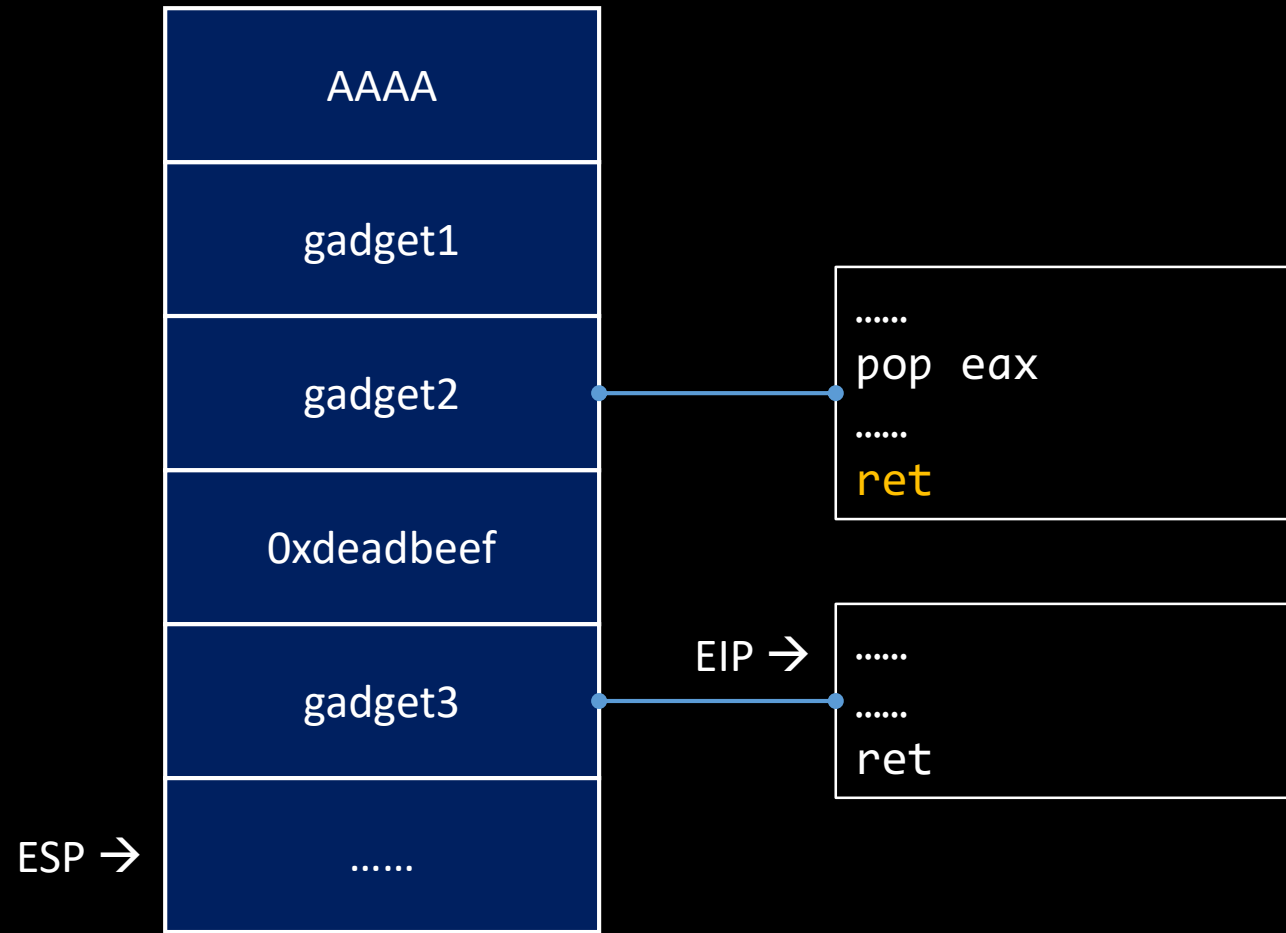 AAAA
gadget1
gadget2
0xdeadbeef
gadget3
ESP →
……
……
pop eax
……
ret
EIP →
……
……
ret